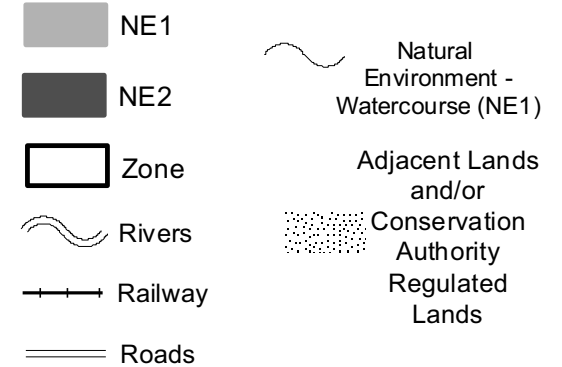 NE1
NE2
Zone
Rivers
Railway
Roads
Natural
Environment -
Watercourse (NE1)
Adjacent Lands
and/or
Conservation
Authority
Regulated
Lands